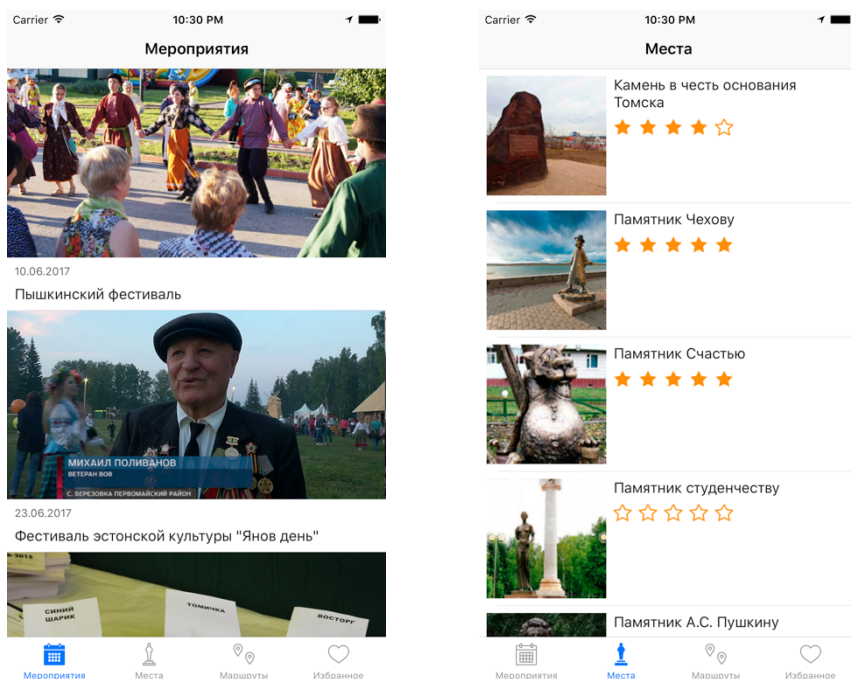 Carrier 10:30 PM
Мероприятия
10.06.2017
Пышкинский фестиваль
МИХАИЛ ПОЛИВАНОВ
ВЕТЕРАН ВОВ
С. БЕРЕЗОВКА ПЕРВОМАЙСКИЙ РАЙОН
23.06.2017
Фестиваль эстонской культуры "Янов день"
СИНИЙ
ШАРИК
ТОМИЧКА
ВОСТОРГ
Мероприятия Места Маршруты Избранное
Carrier 10:30 PM
Места
Камень в честь основания
Томска
Памятник Чехову
Памятник Счастью
Памятник студенчеству
Памятник А.С. Пушкину
Мероприятия Места Маршруты Избранное